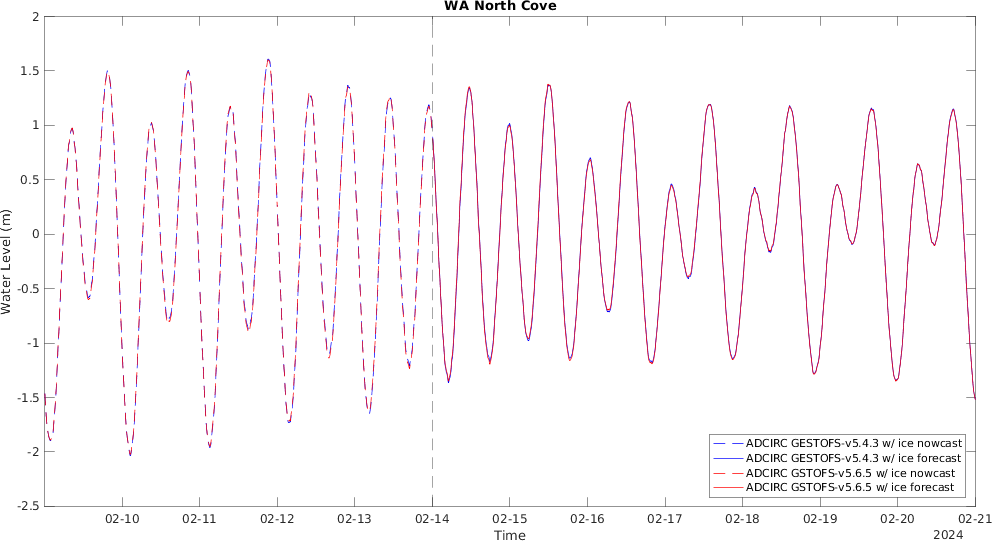 WA North Cove
2
1.5
1
0.5
0
-0.5
-1
-1.5
-2
-2.5
Water Level (m)
02-10 02-11 02-12 02-13 02-14 02-15 02-16 02-17 02-18 02-19 02-20 02-21
Time
2024
ADCIRC GESTOFS-v5.4.3 w/ ice nowcast
ADCIRC GESTOFS-v5.4.3 w/ ice forecast
ADCIRC GSTOFS-v5.6.5 w/ ice nowcast
ADCIRC GSTOFS-v5.6.5 w/ ice forecast